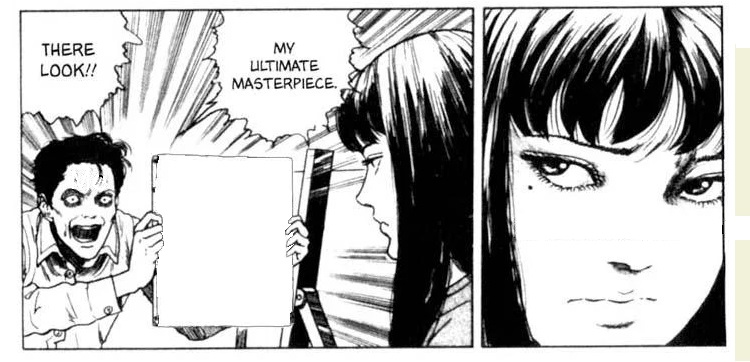 THERE
LOOK!!
MY
ULTIMATE
MASTERPIECE.